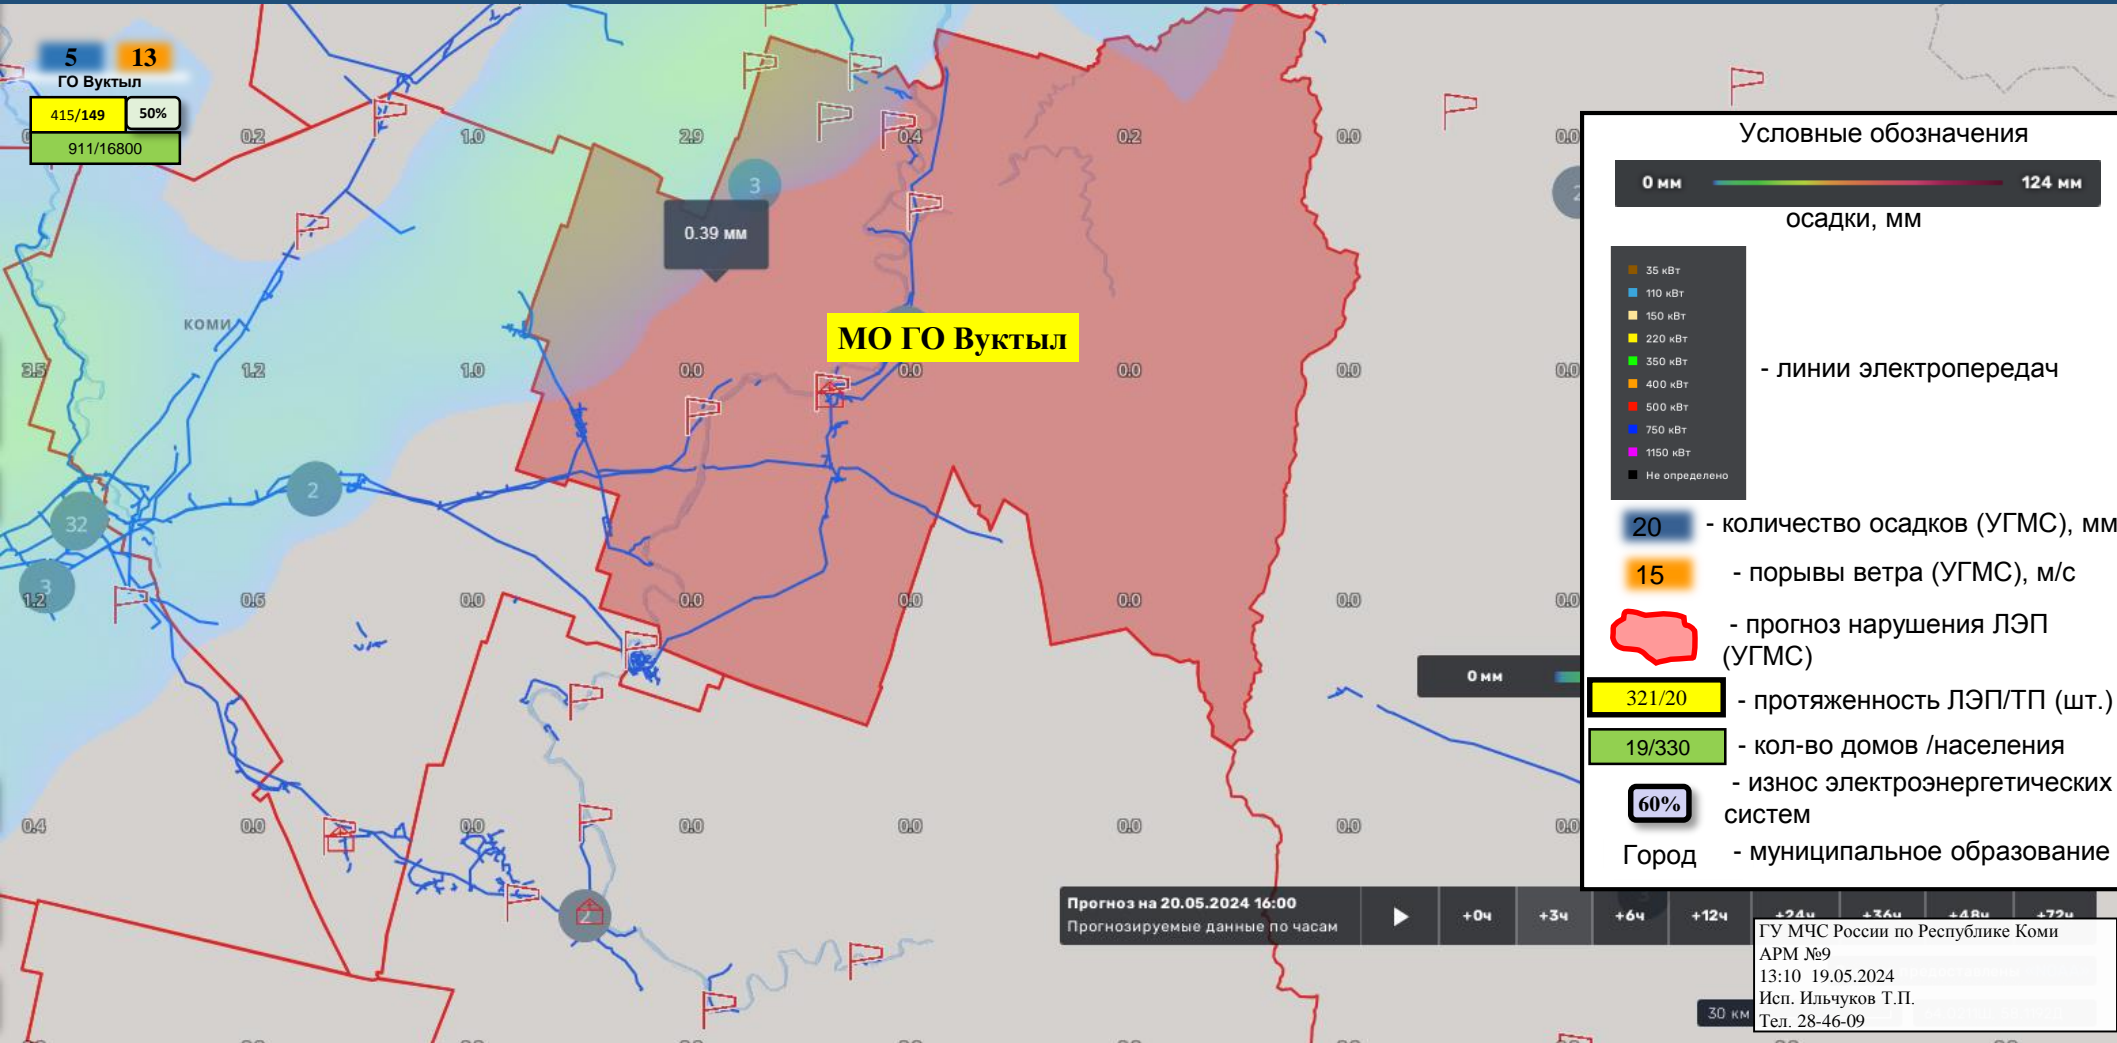 5 13
ГО Вуктыл
415/149 50%
911/16800
0.2 1.0 2.9 0.4 0.2 0.0 0.0
3
0.39 мм
КОМИ
МО ГО Вуктыл
3.5 1.2 1.0 0.0 0.0 0.0 0.0 0.0
2
32
3
1.2 0.6 0.0 0.0 0.0 0.0 0.0 0.0
0 мм
0.4 0.0 0.0 0.0 0.0 0.0 0.0 0.0
2
Прогноз на 20.05.2024 16:00
Прогнозируемые данные по часам
+0ч +3ч +6ч +12ч +24ч +36ч +48ч +72ч
30 км
Условные обозначения
0 мм 124 мм
осадки, мм
35 кВт
110 кВт
150 кВт
220 кВт
350 кВт
400 кВт
500 кВт
750 кВт
1150 кВт
Не определено
- линии электропередач
20 - количество осадков (УГМС), мм
15 - порывы ветра (УГМС), м/с
- прогноз нарушения ЛЭП
(УГМС)
321/20 - протяженность ЛЭП/ТП (шт.)
19/330 - кол-во домов /населения
60% - износ электроэнергетических
систем
Город - муниципальное образование
ГУ МЧС России по Республике Коми
АРМ №9
13:10 19.05.2024
Исп. Ильчуков Т.П.
Тел. 28-46-09